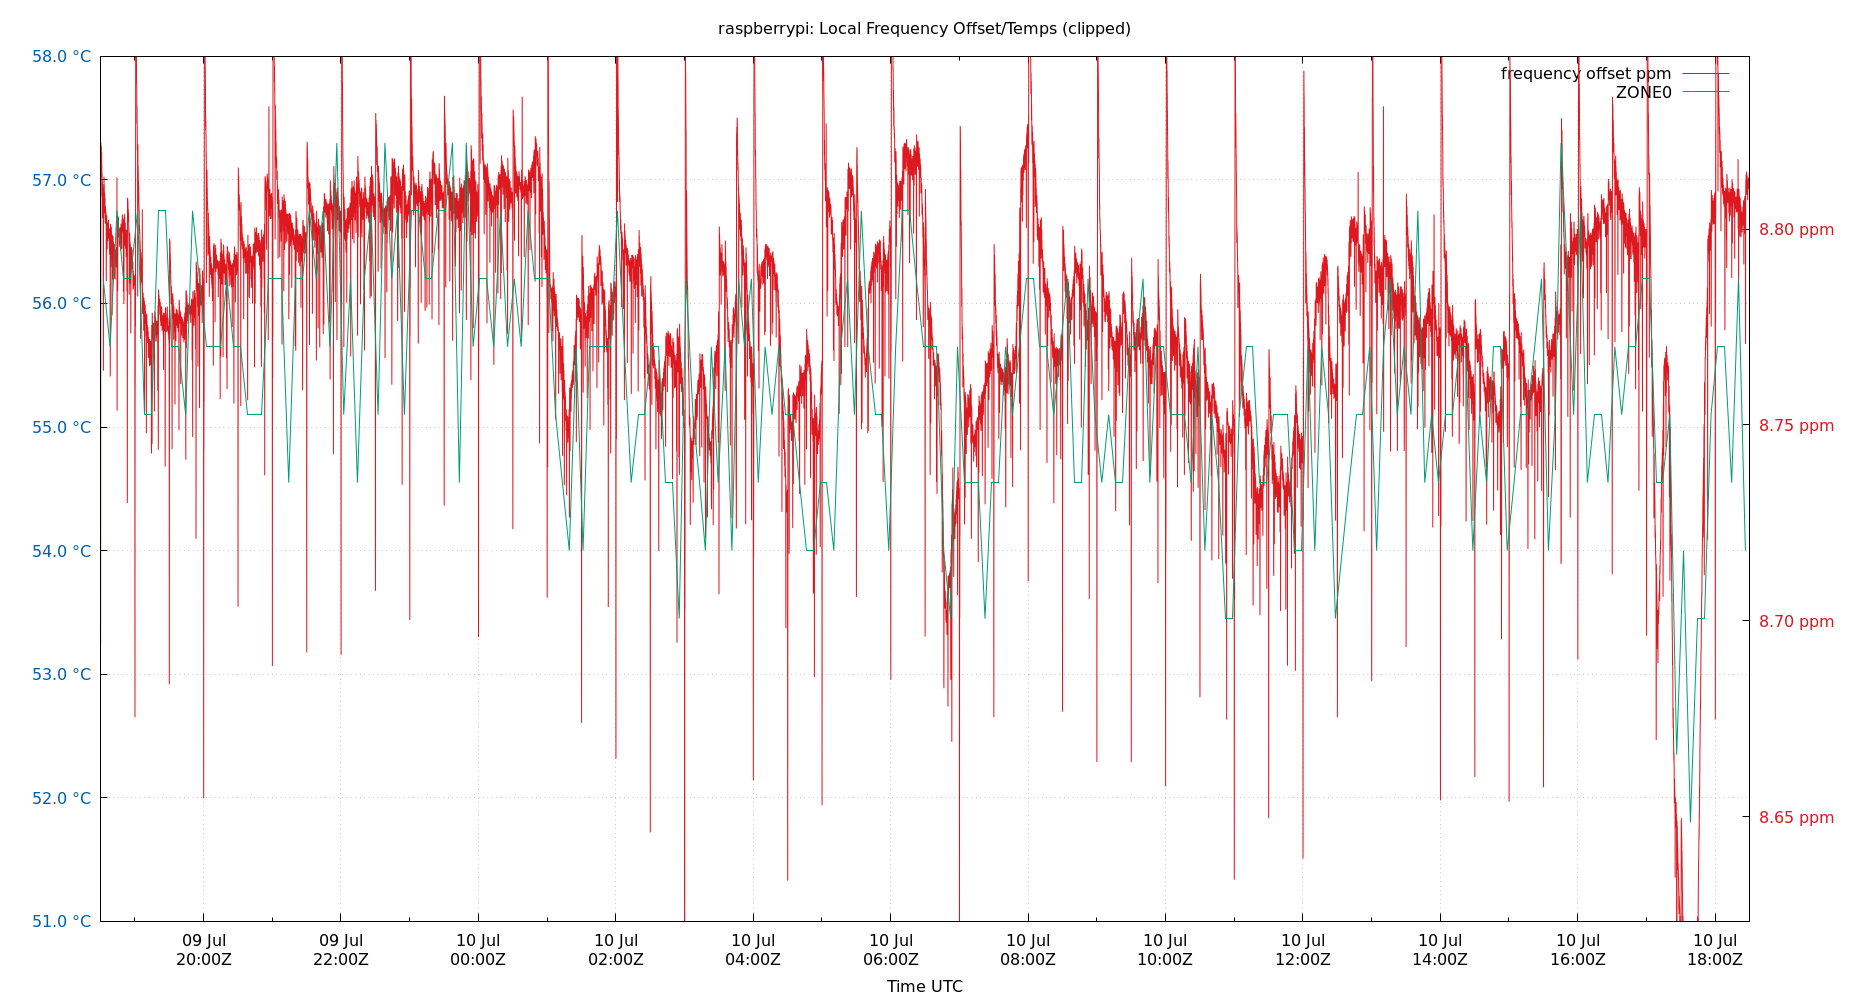 raspberrypi: Local Frequency Offset/Temps (clipped)
frequency offset ppm
ZONE0
58.0 °C
57.0 °C
56.0 °C
55.0 °C
54.0 °C
53.0 °C
52.0 °C
51.0 °C
8.80 ppm
8.75 ppm
8.70 ppm
8.65 ppm
09 Jul 09 Jul 10 Jul 10 Jul 10 Jul 10 Jul 10 Jul 10 Jul 10 Jul 10 Jul 10 Jul 10 Jul
20:00Z 22:00Z 00:00Z 02:00Z 04:00Z 06:00Z 08:00Z 10:00Z 12:00Z 14:00Z 16:00Z 18:00Z
Time UTC